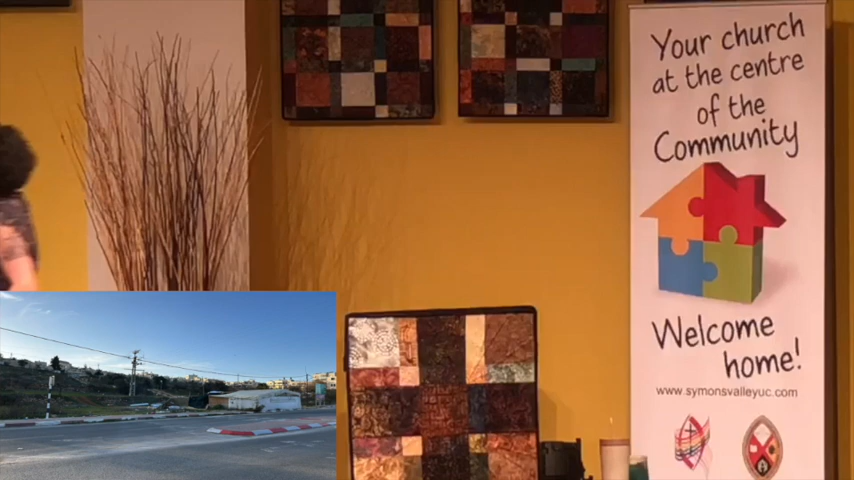 Your church
at the centre
of the
Community
Welcome
home!
www.symonsvalleyuc.com